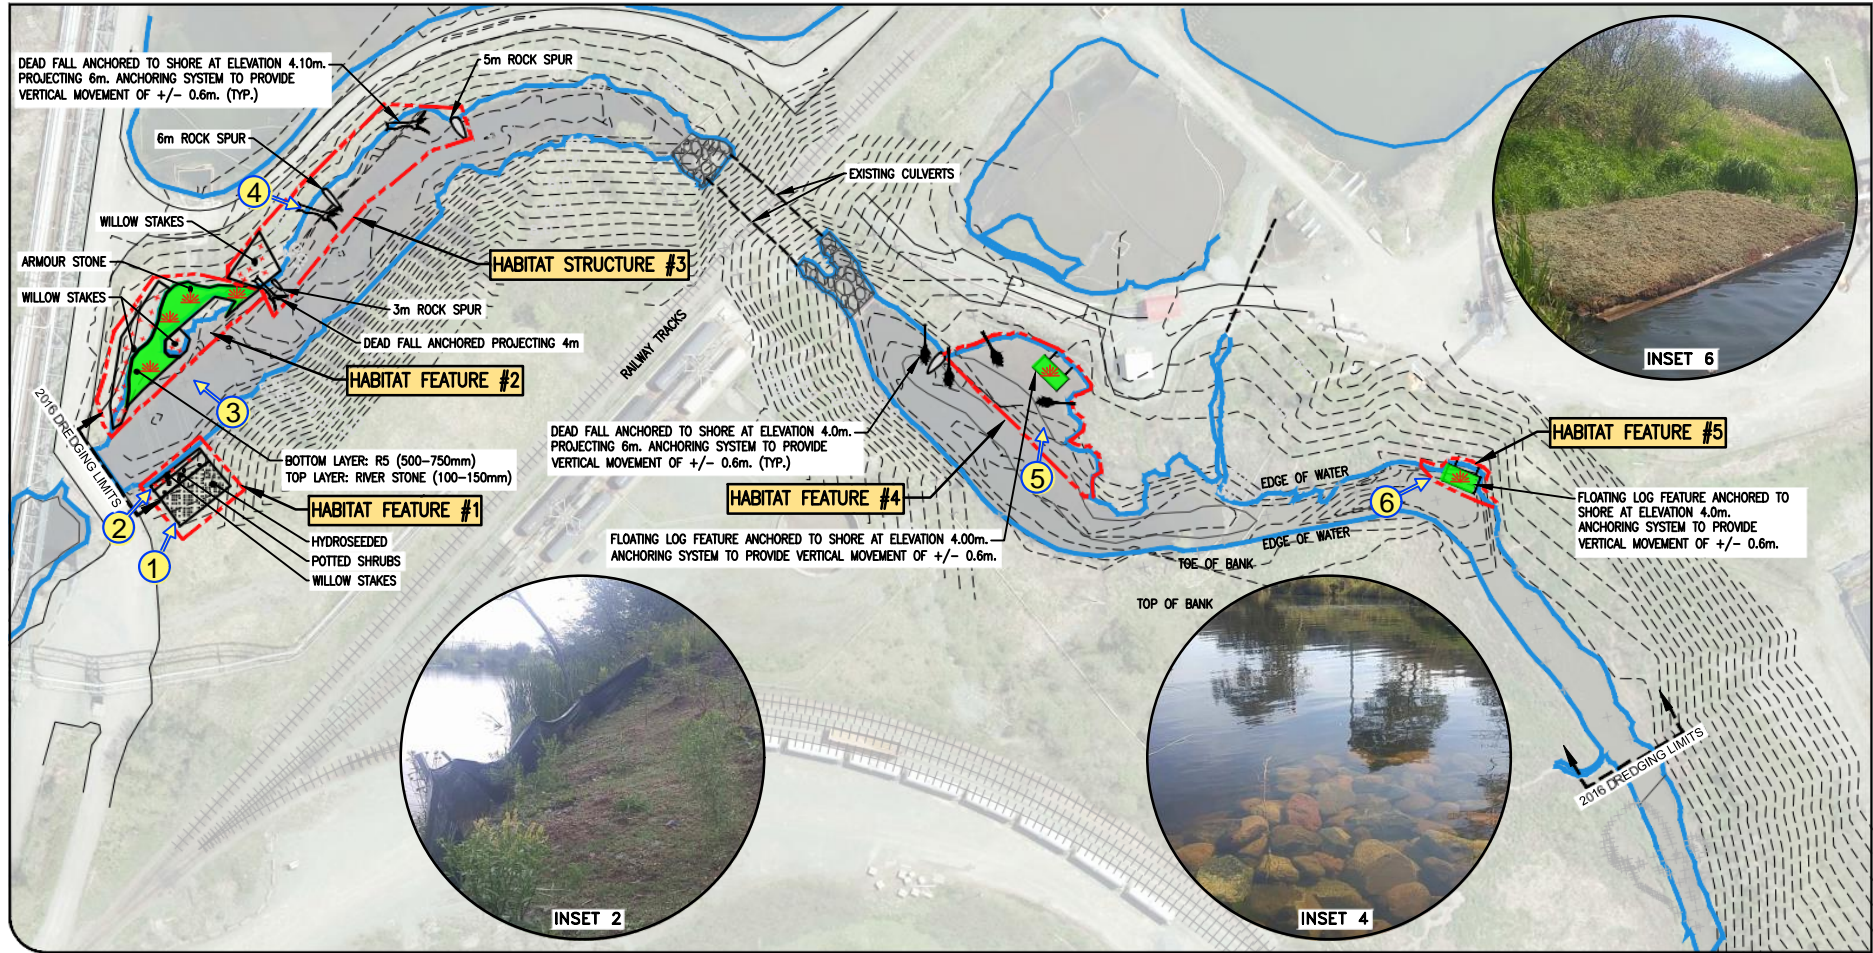 DEAD FALL ANCHORED TO SHORE AT ELEVATION 4.10m.
PROJECTING 6m. ANCHORING SYSTEM TO PROVIDE
VERTICAL MOVEMENT OF +/- 0.6m. (TYP.)
5m ROCK SPUR
6m ROCK SPUR
4
WILLOW STAKES
ARMOUR STONE
WILLOW STAKES
EXISTING CULVERTS
HABITAT STRUCTURE #3
3m ROCK SPUR
DEAD FALL ANCHORED PROJECTING 4m
RAILWAY TRACKS
HABITAT FEATURE #2
3
2016 DREDGING LIMITS
BOTTOM LAYER: R5 (500-750mm)
TOP LAYER: RIVER STONE (100-150mm)
HABITAT FEATURE #1
2
1
HYDROSEEDED
POTTED SHRUBS
WILLOW STAKES
DEAD FALL ANCHORED TO SHORE AT ELEVATION 4.0m.
PROJECTING 6m. ANCHORING SYSTEM TO PROVIDE
VERTICAL MOVEMENT OF +/- 0.6m. (TYP.)
5
HABITAT FEATURE #4
FLOATING LOG FEATURE ANCHORED TO SHORE AT ELEVATION 4.00m.
ANCHORING SYSTEM TO PROVIDE VERTICAL MOVEMENT OF +/- 0.6m.
EDGE OF WATER
EDGE OF WATER
TOE OF BANK
TOP OF BANK
6
HABITAT FEATURE #5
FLOATING LOG FEATURE ANCHORED TO
SHORE AT ELEVATION 4.0m.
ANCHORING SYSTEM TO PROVIDE
VERTICAL MOVEMENT OF +/- 0.6m.
2016 DREDGING LIMITS
INSET 6
INSET 2
INSET 4